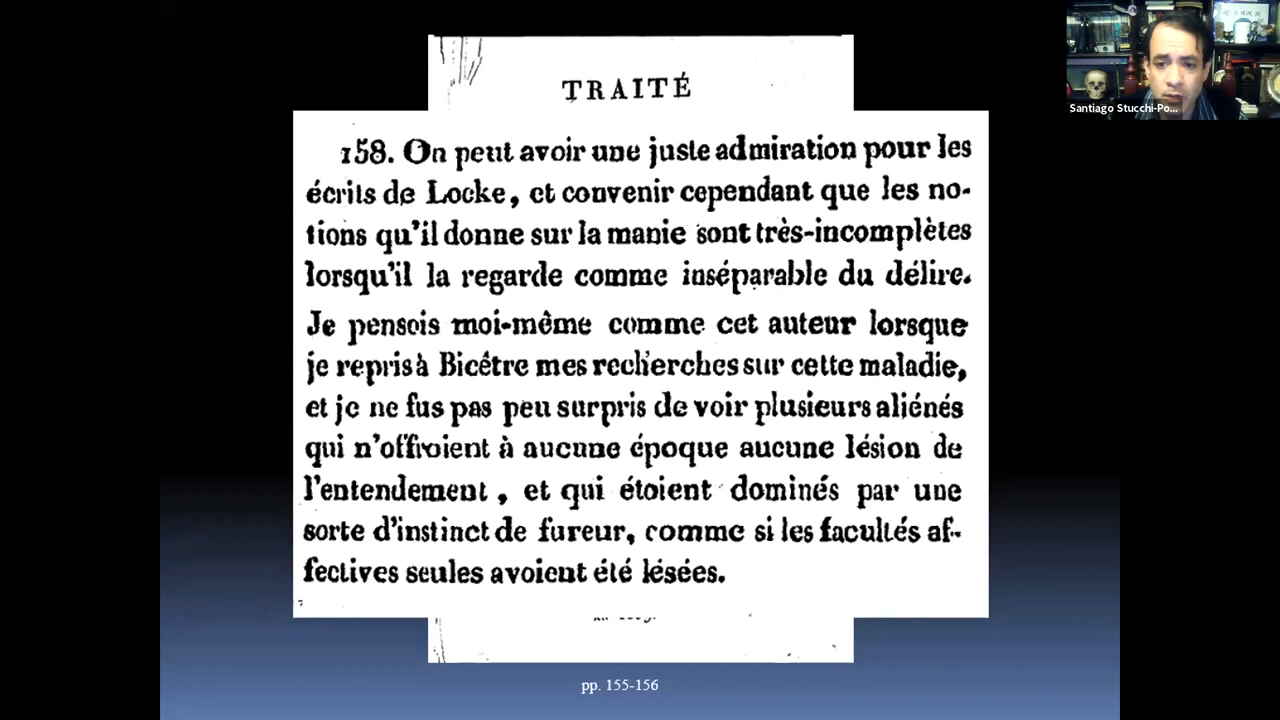 TRAITÉ
158. On peut avoir une juste admiration pour les
écrits de Locke, et convenir cependant que les no-
tions qu'il donne sur la manie sont très-incomplètes
lorsqu'il la regarde comme inséparable du délire.
Je pensois moi-même comme cet auteur lorsque
je repris à Bicêtre mes recherches sur cette maladie,
et je ne fus pas peu surpris de voir plusieurs aliénés
qui n'offroient à aucune époque aucune lésion de
l'entendement, et qui étoient dominés par une
sorte d'instinct de fureur, comme si les facultés af-
fectives seules avoient été lésées.
pp. 155-156
Santiago Stucchi-Po...